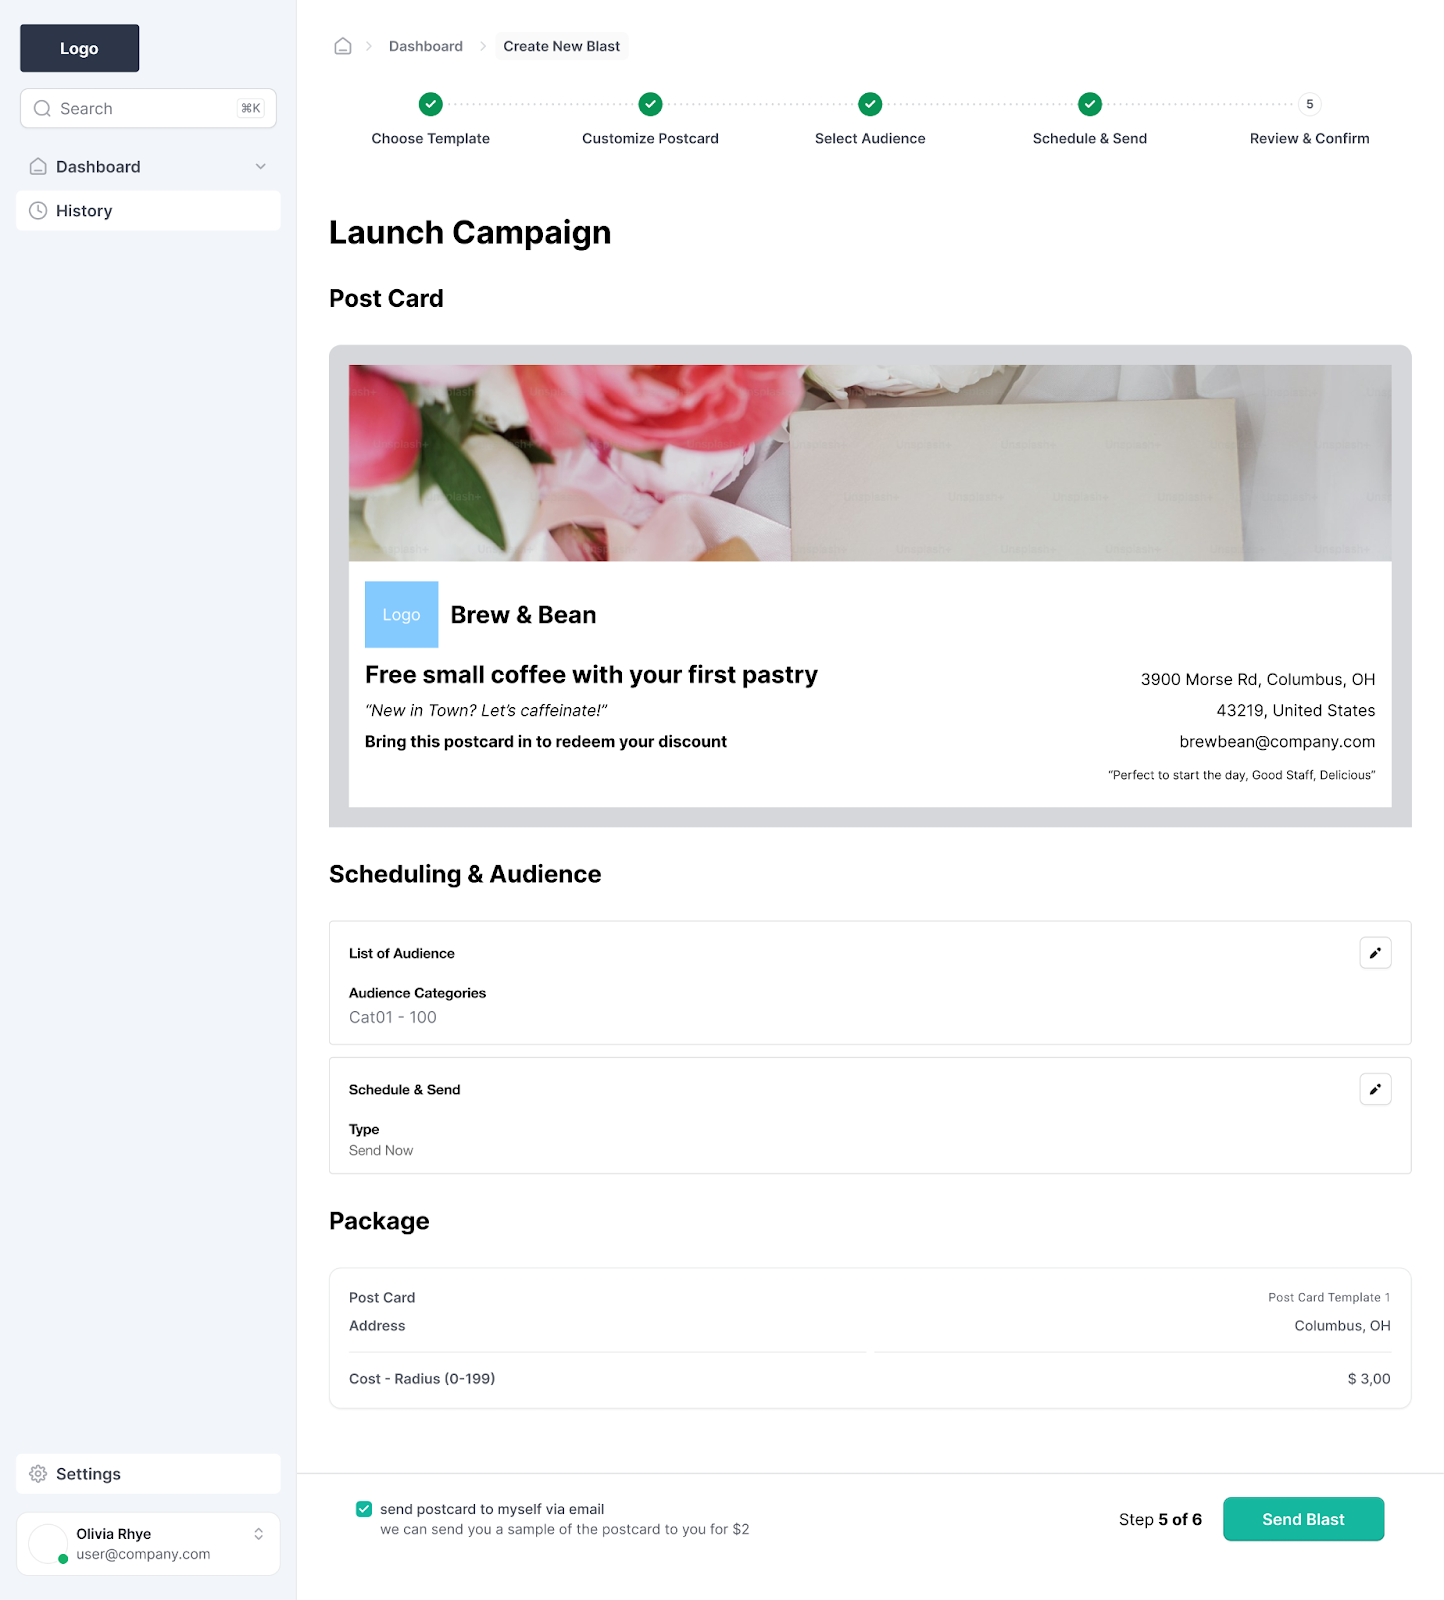 Logo
Search
⌘K
Dashboard
History
Settings
Olivia Rhye
user@company.com
Dashboard
Create New Blast
Choose Template
Customize Postcard
Select Audience
Schedule & Send
5
Review & Confirm
Launch Campaign
Post Card
Unsplash+
Logo
Brew & Bean
Free small coffee with your first pastry
“New in Town? Let’s caffeinate!”
Bring this postcard in to redeem your discount
3900 Morse Rd, Columbus, OH
43219, United States
brewbean@company.com
“Perfect to start the day, Good Staff, Delicious”
Scheduling & Audience
List of Audience
Audience Categories
Cat01 - 100
Schedule & Send
Type
Send Now
Package
Post Card
Post Card Template 1
Address
Columbus, OH
Cost - Radius (0-199)
$ 3,00
send postcard to myself via email
we can send you a sample of the postcard to you for $2
Step 5 of 6
Send Blast